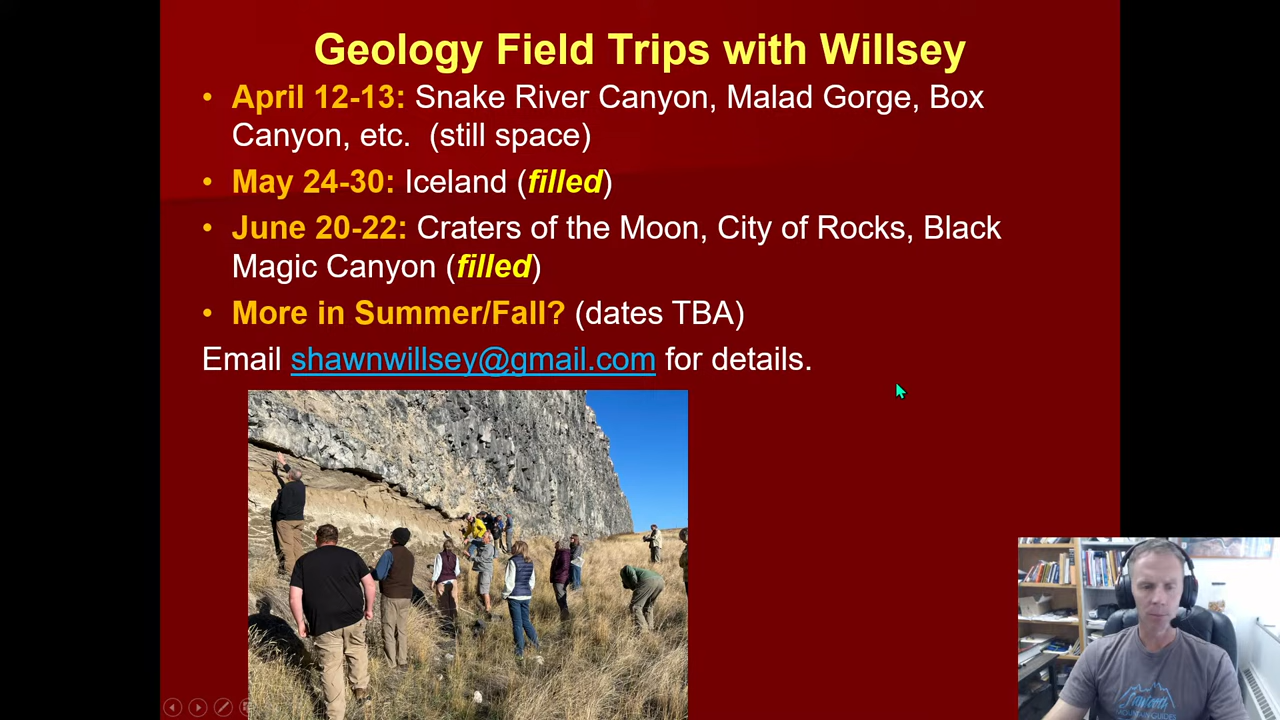 Geology Field Trips with Willsey
• April 12-13: Snake River Canyon, Malad Gorge, Box
Canyon, etc. (still space)
• May 24-30: Iceland (filled)
• June 20-22: Craters of the Moon, City of Rocks, Black
Magic Canyon (filled)
• More in Summer/Fall? (dates TBA)
Email shawnwillsey@gmail.com for details.
MOUNTAIN GUIDES